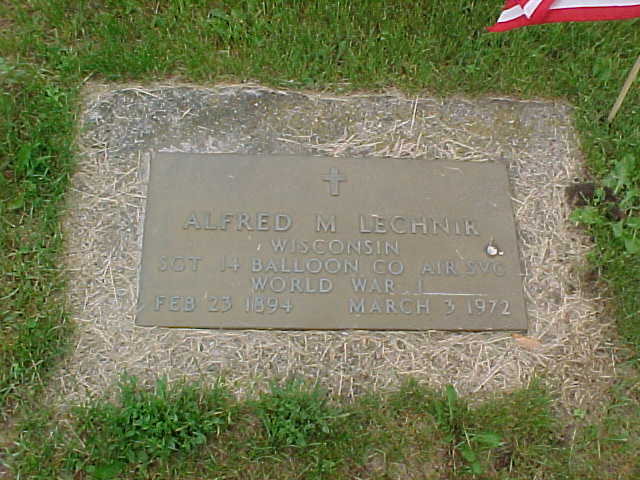 ALFRED M LECHNIK
WISCONSIN
SGT 14 BALLOON CO AIR SVC
WORLD WAR I
FEB 23 1894 MARCH 3 1972